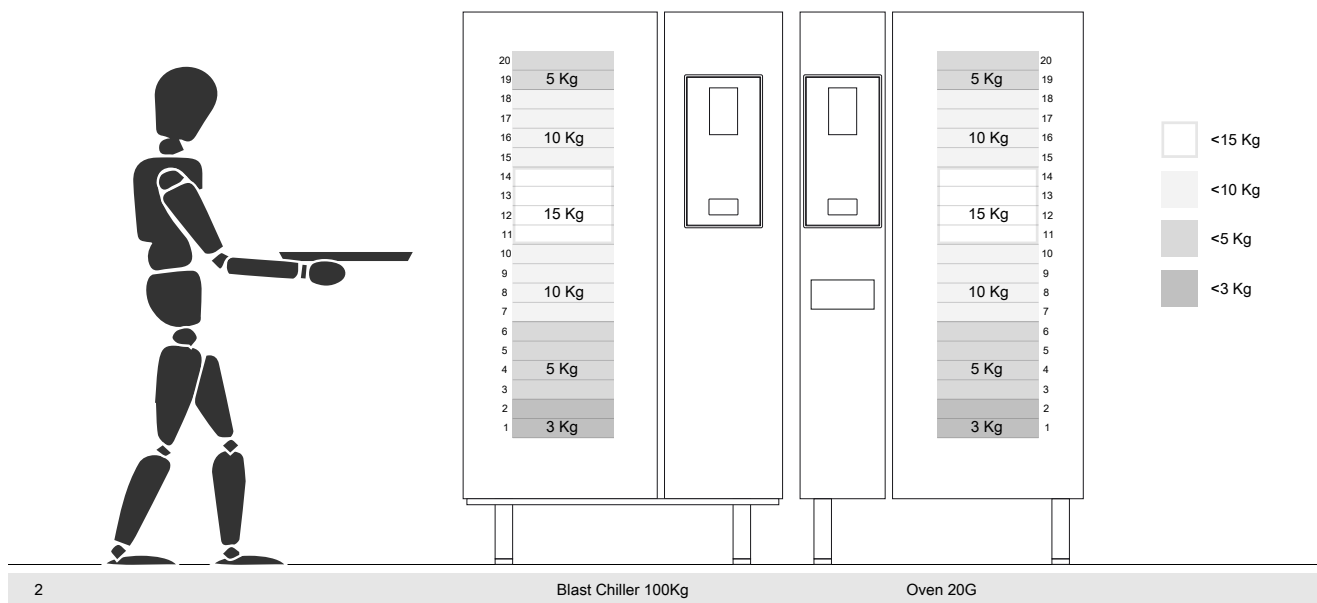 20 20
19 5 Kg 5 Kg 19
18 18
17 17
16 10 Kg 10 Kg 16
15 15
14 14
13 13
12 15 Kg 15 Kg 12
11 11
10 10
9 9
8 10 Kg 10 Kg 8
7 7
6 6
5 5
4 5 Kg 5 Kg 4
3 3
2 2
1 3 Kg 3 Kg 1
<15 Kg
<10 Kg
<5 Kg
<3 Kg
2 Blast Chiller 100Kg Oven 20G